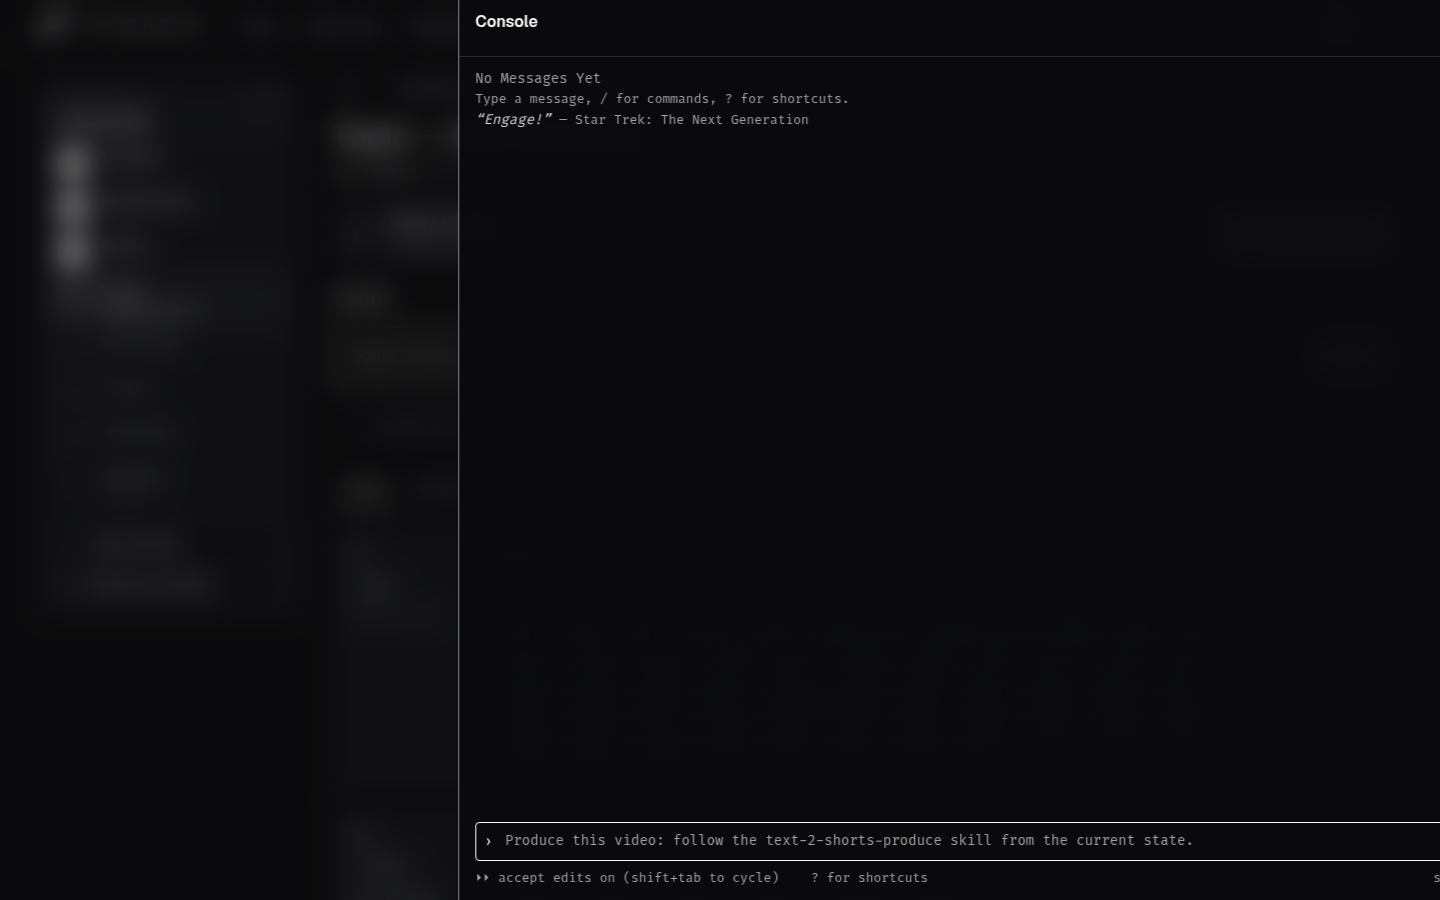 Console
No Messages Yet
Type a message, / for commands, ? for shortcuts.
“Engage!” — Star Trek: The Next Generation
› Produce this video: follow the text-2-shorts-produce skill from the current state.
accept edits on (shift+tab to cycle) ? for shortcuts